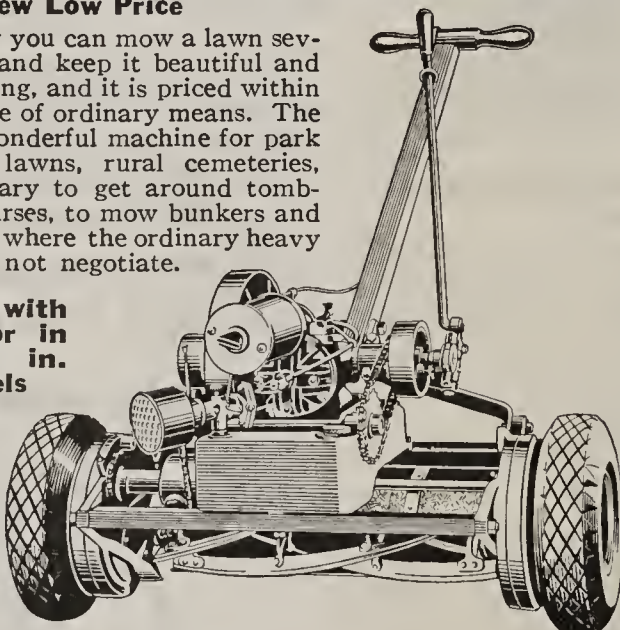 ew Low Price
you can mow a lawn sev-
and keep it beautiful and
ng, and it is priced within
e of ordinary means. The
onderful machine for park
lawns, rural cemeteries,
ary to get around tomb-
rses, to mow bunkers and
where the ordinary heavy
not negotiate.
with
or in
in.
els